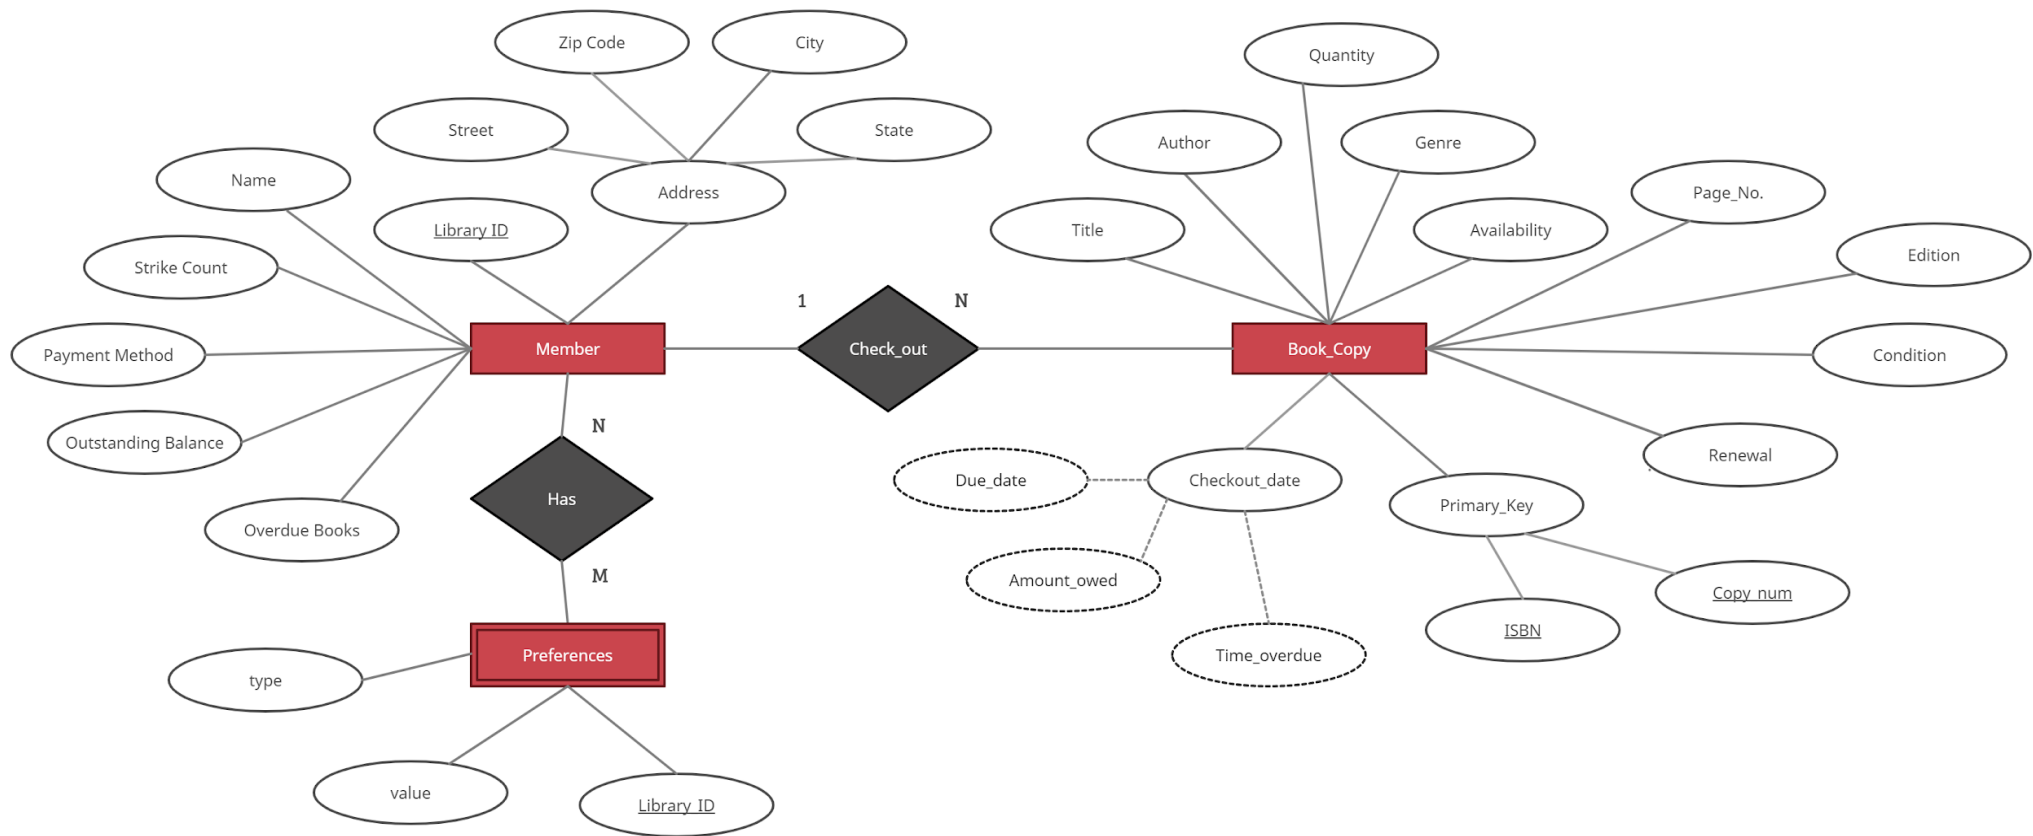 Zip Code
City
Quantity
Street
State
Author
Genre
Name
Address
Page_No.
Library ID
Title
Availability
Edition
Strike Count
1
N
Payment Method
Member
Check_out
Book_Copy
Condition
N
Outstanding Balance
Renewal
Has
Due_date
Checkout_date
Primary_Key
Overdue Books
M
Amount_owed
Copy_num
ISBN
Preferences
Time_overdue
type
value
Library_ID